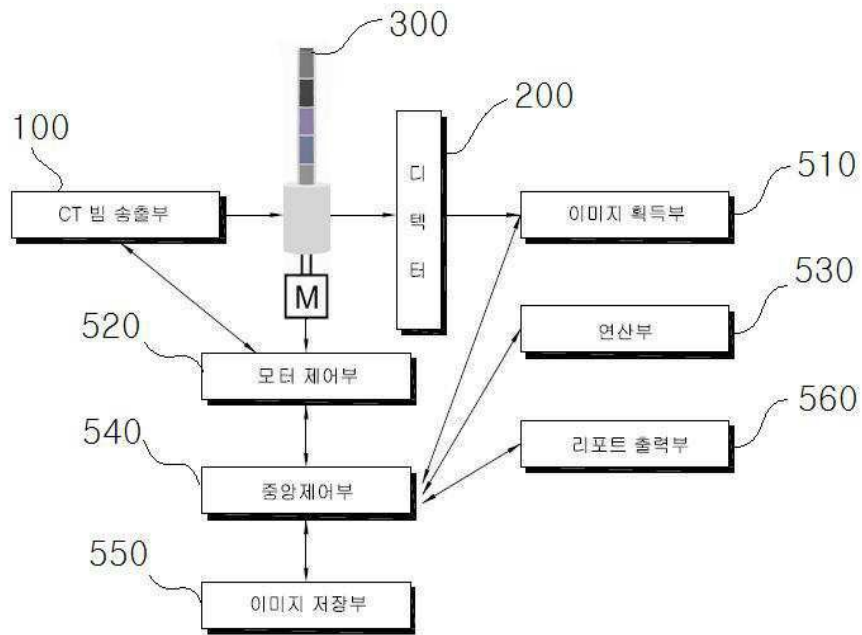 300
200
100
510
디
텍
터
CT 빔 송출부
이미지 획득부
530
M
520
연산부
모터 제어부
560
540
리포트 출력부
중앙제어부
550
이미지 저장부